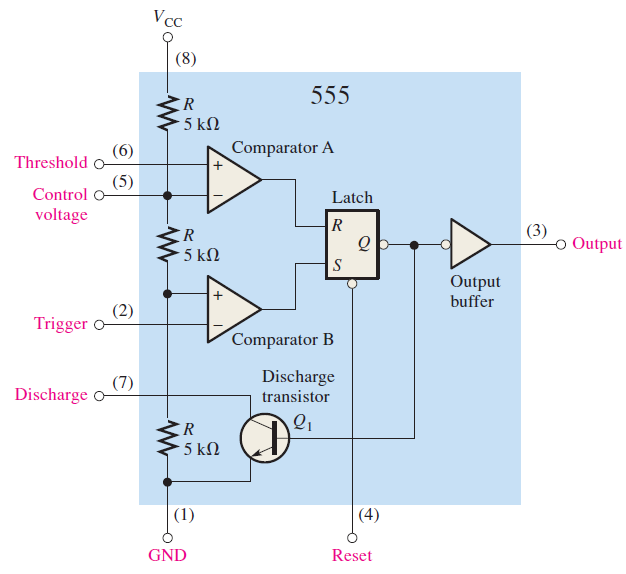 VCC
(8)
555
R
5 kΩ
Comparator A
Threshold
(6)
+
(5)
Control
voltage
−
Latch
R
Q
S
(3)
Output
R
5 kΩ
Output
buffer
+
(2)
Trigger
−
Comparator B
(7)
Discharge
Discharge
transistor
Q1
R
5 kΩ
(1)
(4)
GND
Reset